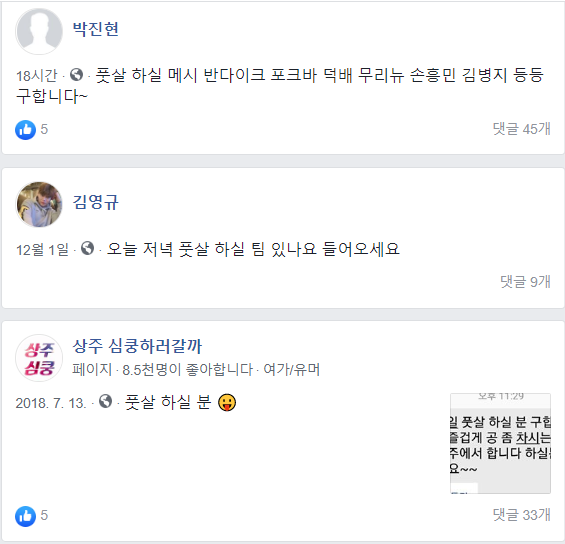 박진현
18시간 · 풋살 하실 메시 반다이크 포크바 덕배 무리뉴 손흥민 김병지 등등
구합니다~
5
댓글 45개
김영규
12월 1일 · 오늘 저녁 풋살 하실 팀 있나요 들어오세요
댓글 9개
상주 심쿵하러갈까
상주
심쿵
페이지 · 8.5천명이 좋아합니다 · 여가/유머
2018. 7. 13. · 풋살 하실 분 😛
오후 11:29
일 풋살 하실 분 구합
즐겁게 공 좀 차시는
주에서 합니다 하실
요~~
5
댓글 33개